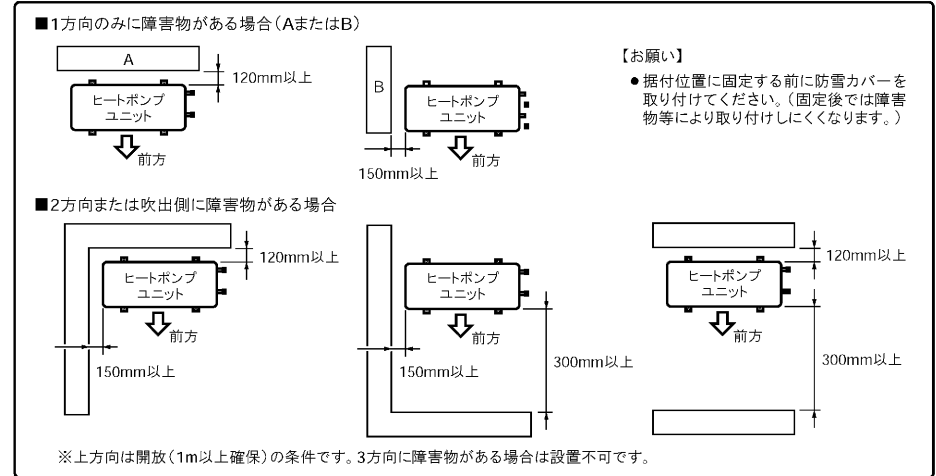 ■1方向のみに障害物がある場合(AまたはB)
A
120mm以上
ヒートポンプ
ユニット
前方
B
ヒートポンプ
ユニット
前方
150mm以上
【お願い】
●据付位置に固定する前に防雪カバーを
取り付けてください。(固定後では障害
物等により取り付けしにくくなります。)
■2方向または吹出側に障害物がある場合
120mm以上
ヒートポンプ
ユニット
前方
150mm以上
ヒートポンプ
ユニット
前方
150mm以上
300mm以上
120mm以上
ヒートポンプ
ユニット
前方
300mm以上
※上方向は開放(1m以上確保)の条件です。3方向に障害物がある場合は設置不可です。